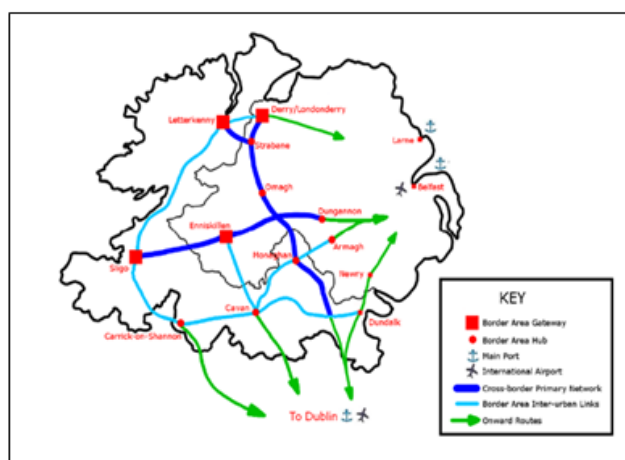 Derry/Londonderry
Letterkenny
Strabane
Larne
Omagh
Belfast
Dungannon
Enniskillen
Armagh
Monaghan
Sligo
Newry
Cavan
Dundalk
Carrick-on-Shannon
To Dublin
KEY
Border Area Gateway
Border Area Hub
Main Port
International Airport
Cross-border Primary Network
Border Area Inter-urban Links
Onward Routes